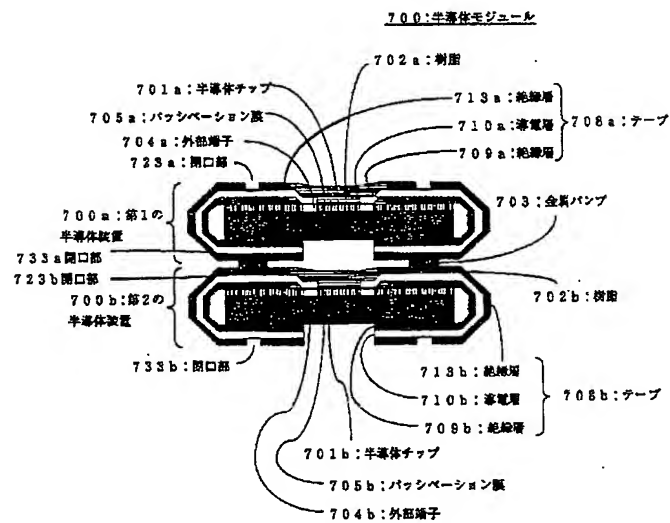 700:半導体モジュール
702a:樹脂
701a:半導体チップ
713a:絶縁層
705a:パッシベーション膜
710a:導電層
708a:テープ
704a:外部端子
709a:絶縁層
723a:開口部
703:金属バンプ
700a:第1の
半導体装置
733a開口部
723b開口部
700b:第2の
半導体装置
702b:樹脂
733b:開口部
713b:絶縁層
710b:導電層
708b:テープ
709b:絶縁層
701b:半導体チップ
705b:パッシベーション膜
704b:外部端子